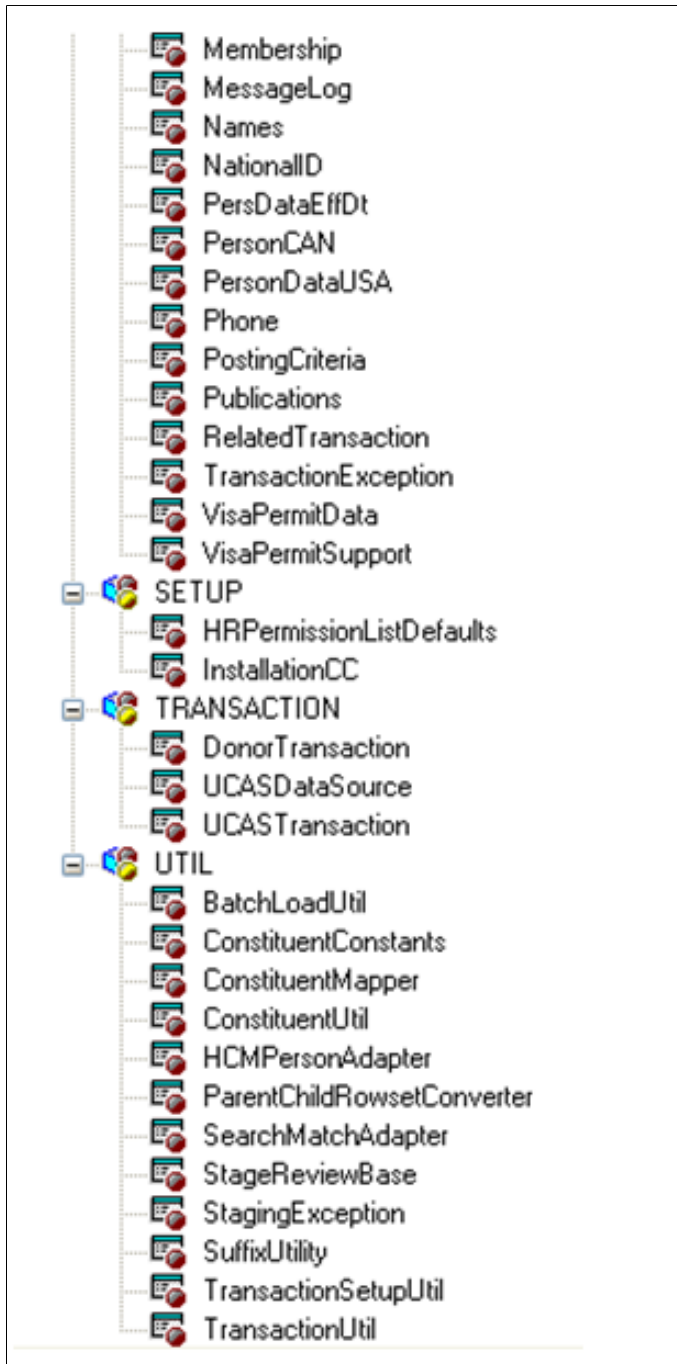 Membership
MessageLog
Names
NationalID
PersDataEffDt
PersonCAN
PersonDataUSA
Phone
PostingCriteria
Publications
RelatedTransaction
TransactionException
VisaPermitData
VisaPermitSupport
SETUP
HRPermissionListDefaults
InstallationCC
TRANSACTION
DonorTransaction
UCASDataSource
UCASTransaction
UTIL
BatchLoadUtil
ConstituentConstants
ConstituentMapper
ConstituentUtil
HCMPersonAdapter
ParentChildRowsetConverter
SearchMatchAdapter
StageReviewBase
StagingException
SuffixUtility
TransactionSetupUtil
TransactionUtil